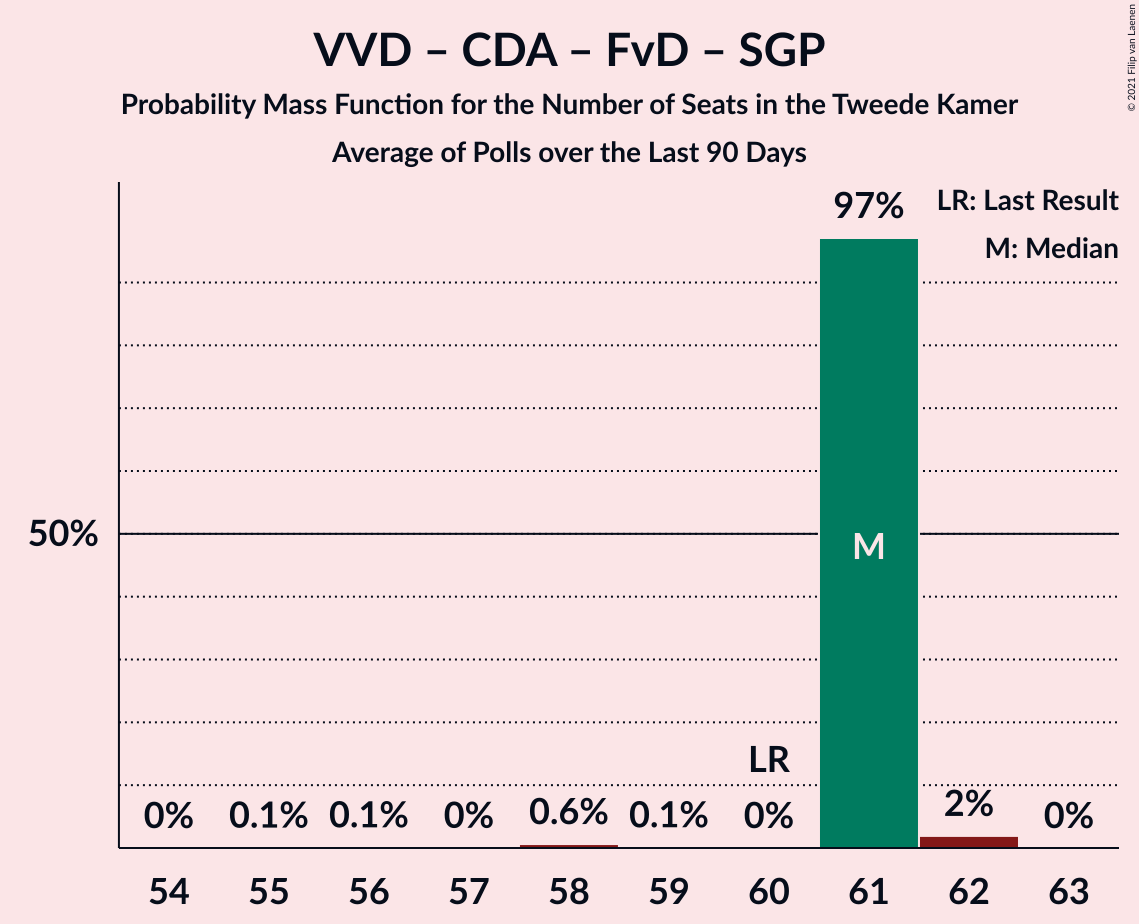 VVD – CDA – FvD – SGP
Probability Mass Function for the Number of Seats in the Tweede Kamer
Average of Polls over the Last 90 Days
© 2021 Filip van Laenen
LR: Last Result
M: Median
97%
50%
M
LR
0% 0.1% 0.1% 0% 0.6% 0.1% 0% 2% 0%
54 55 56 57 58 59 60 61 62 63